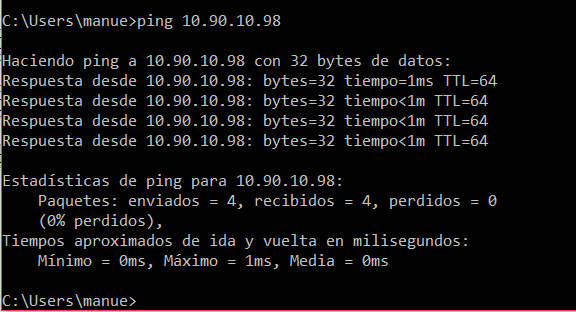 C:\Users\manue>ping 10.90.10.98
Haciendo ping a 10.90.10.98 con 32 bytes de datos:
Respuesta desde 10.90.10.98: bytes=32 tiempo=1ms TTL=64
Respuesta desde 10.90.10.98: bytes=32 tiempo<1m TTL=64
Respuesta desde 10.90.10.98: bytes=32 tiempo<1m TTL=64
Respuesta desde 10.90.10.98: bytes=32 tiempo<1m TTL=64
Estadísticas de ping para 10.90.10.98:
    Paquetes: enviados = 4, recibidos = 4, perdidos = 0
    (0% perdidos),
Tiempos aproximados de ida y vuelta en milisegundos:
    Mínimo = 0ms, Máximo = 1ms, Media = 0ms
C:\Users\manue>